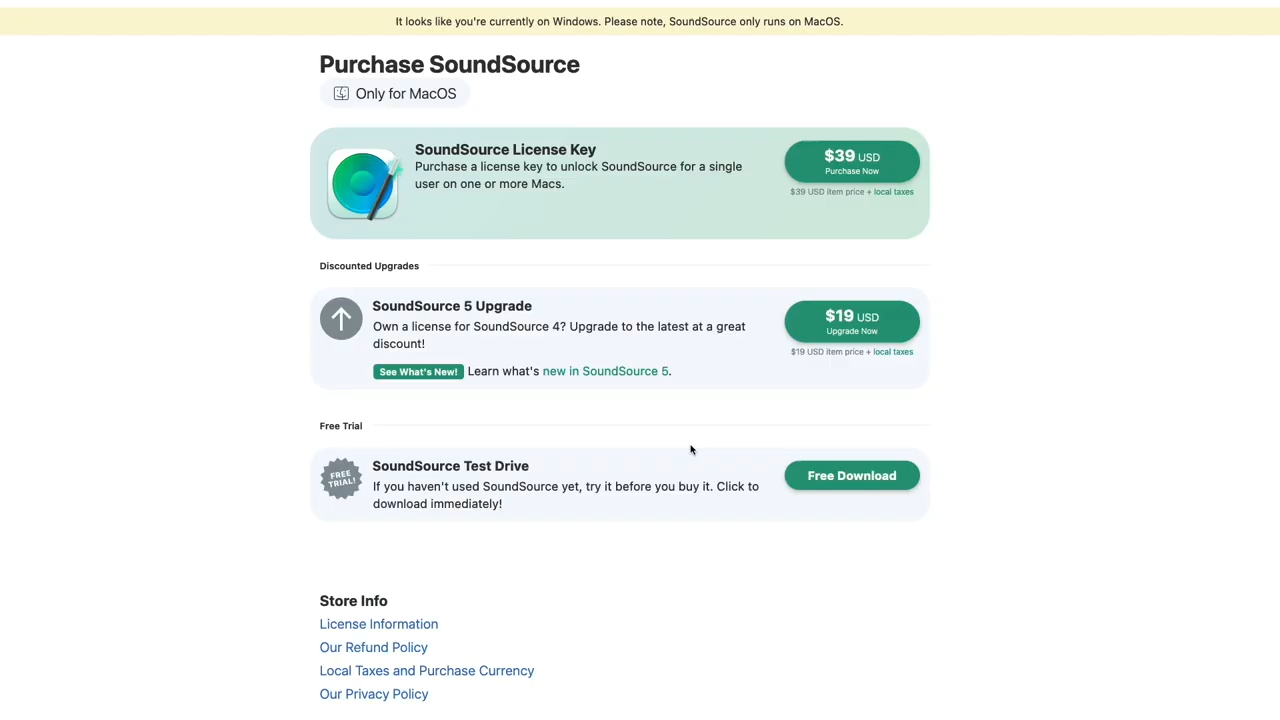 It looks like you're currently on Windows. Please note, SoundSource only runs on MacOS.
Purchase SoundSource
Only for MacOS
SoundSource License Key
Purchase a license key to unlock SoundSource for a single
user on one or more Macs.
$39 USD
Purchase Now
$39 USD item price + local taxes
Discounted Upgrades
SoundSource 5 Upgrade
Own a license for SoundSource 4? Upgrade to the latest at a great
discount!
See What's New! Learn what's new in SoundSource 5.
$19 USD
Upgrade Now
$19 USD item price + local taxes
Free Trial
FREE
TRIAL!
SoundSource Test Drive
If you haven't used SoundSource yet, try it before you buy it. Click to
download immediately!
Free Download
Store Info
License Information
Our Refund Policy
Local Taxes and Purchase Currency
Our Privacy Policy